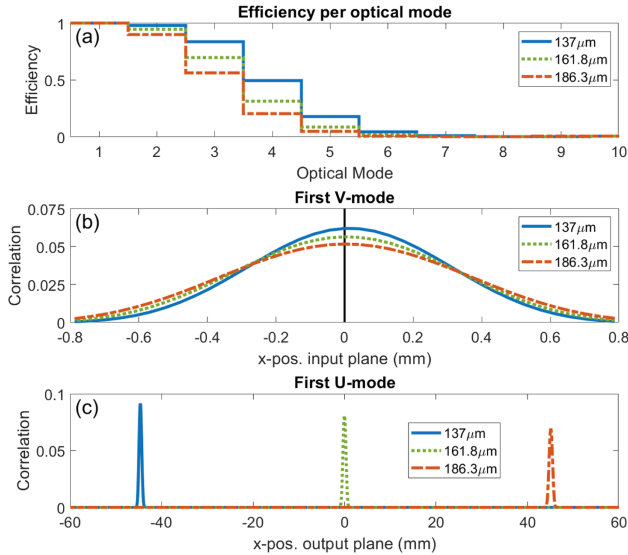 Efficiency per optical mode
(a)
137μm
161.8μm
186.3μm
1
0.5
0
Efficiency
1 2 3 4 5 6 7 8 9 10
Optical Mode
First V-mode
(b)
137μm
161.8μm
186.3μm
0.075
0.05
0.025
0
Correlation
-0.8 -0.6 -0.4 -0.2 0 0.2 0.4 0.6 0.8
x-pos. input plane (mm)
First U-mode
(c)
137μm
161.8μm
186.3μm
0.1
0.05
0
Correlation
-60 -40 -20 0 20 40 60
x-pos. output plane (mm)